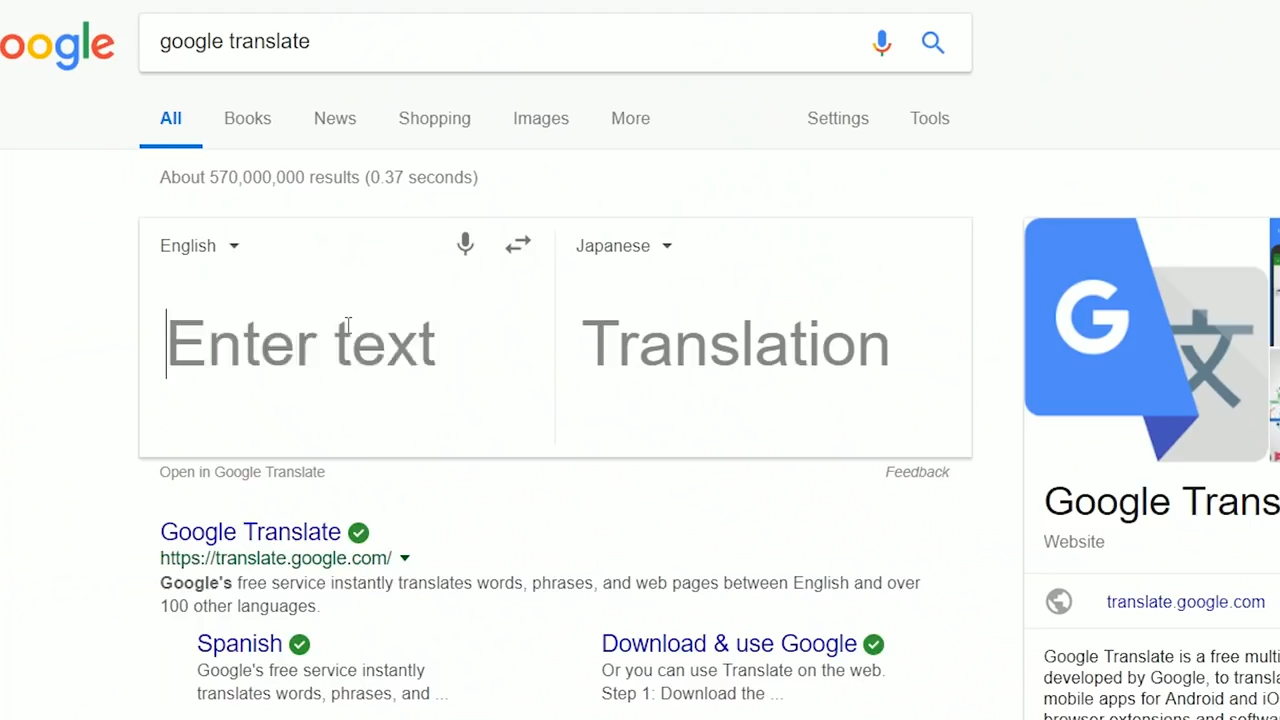 oogle
google translate
All Books News Shopping Images More Settings Tools
About 570,000,000 results (0.37 seconds)
English Japanese
Enter text Translation
G 文
Open in Google Translate Feedback
Google Translate
https://translate.google.com/
Google's free service instantly translates words, phrases, and web pages between English and over
100 other languages.
Spanish
Google's free service instantly
translates words, phrases, and ...
Download & use Google
Or you can use Translate on the web.
Step 1: Download the ...
Google Trans
Website
translate.google.com
Google Translate is a free multi
developed by Google, to transla
mobile apps for Android and iO
browser extensions and softwa